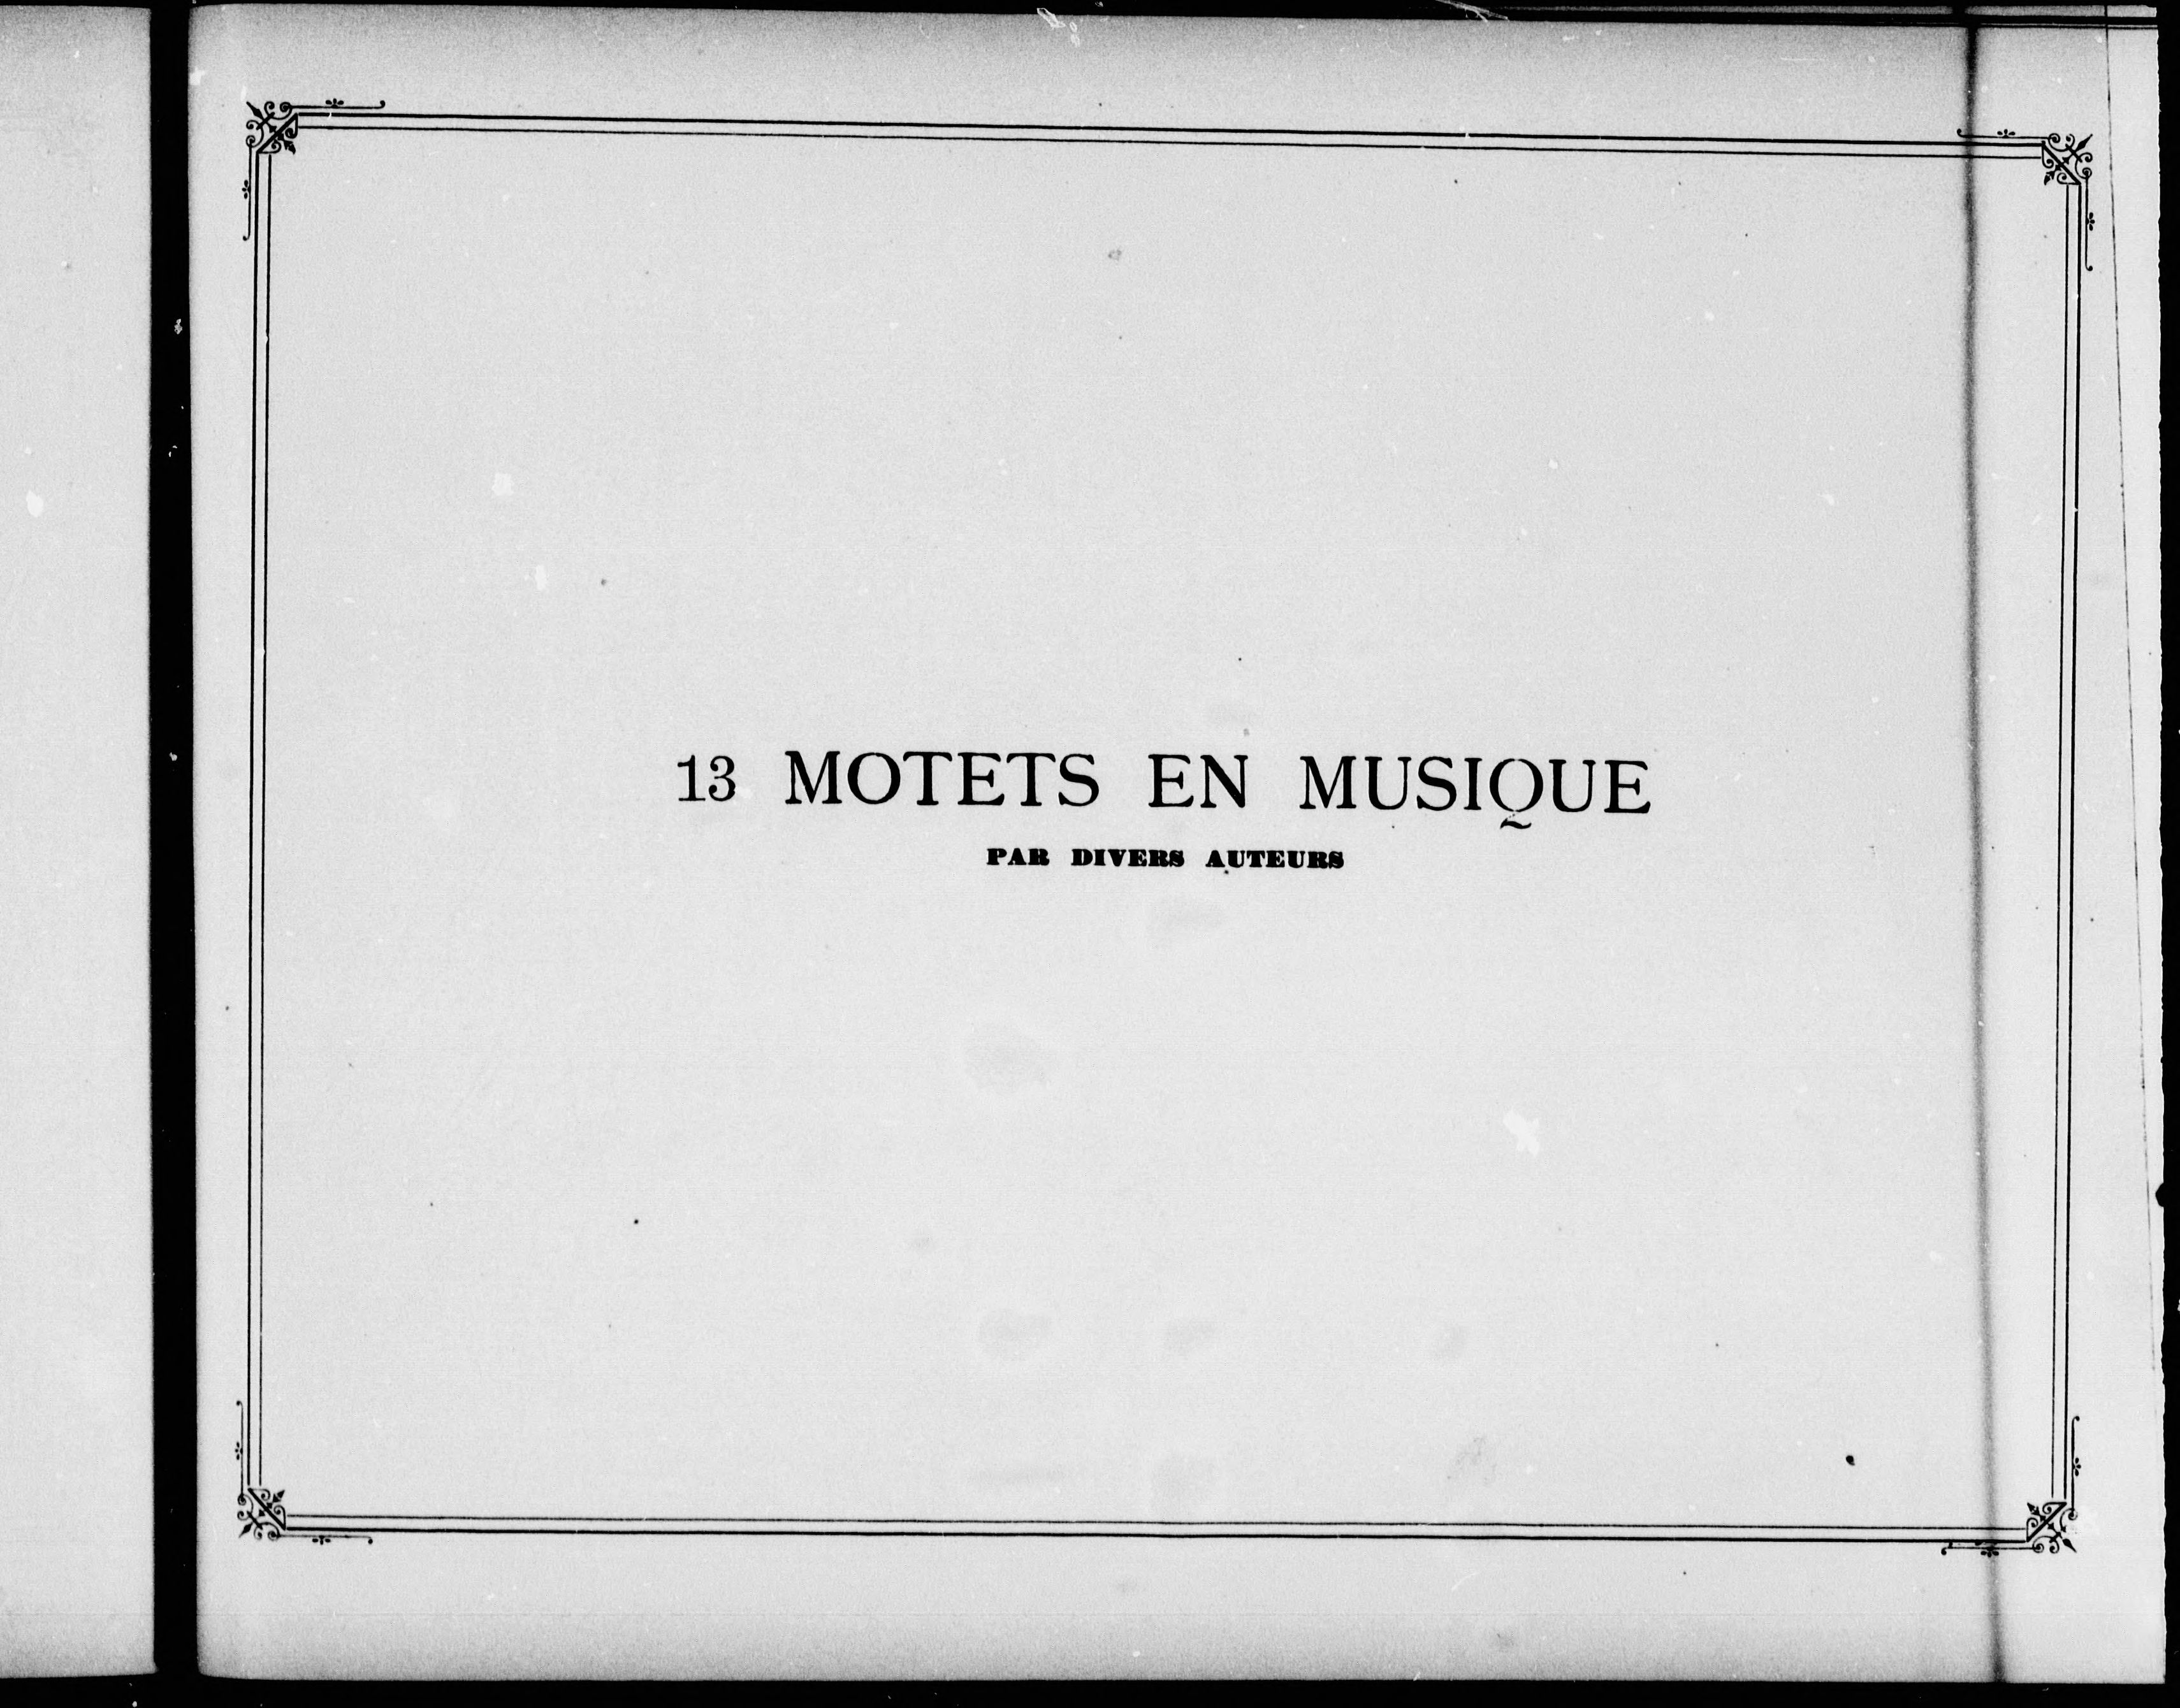 13 MOTETS EN MUSIQUE
PAR DIVERS AUTEURS